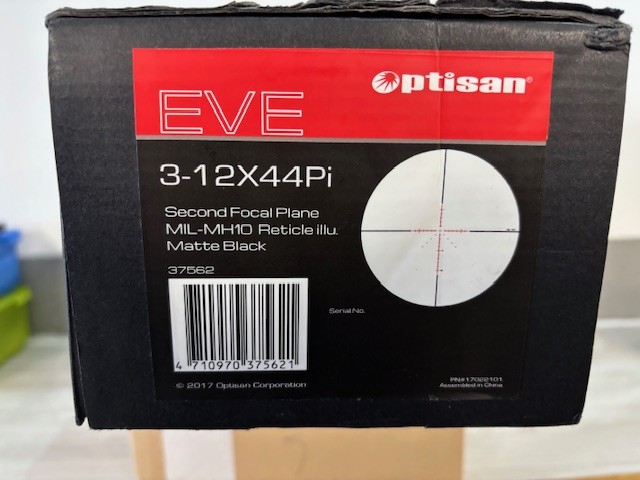 Optisan®
EVE
3-12X44Pi
Second Focal Plane
MIL-MH10 Reticle illu.
Matte Black
37562
4 710970 375621
Serial No.
© 2017 Optisan Corporation
PN#17022101
Assembled in China